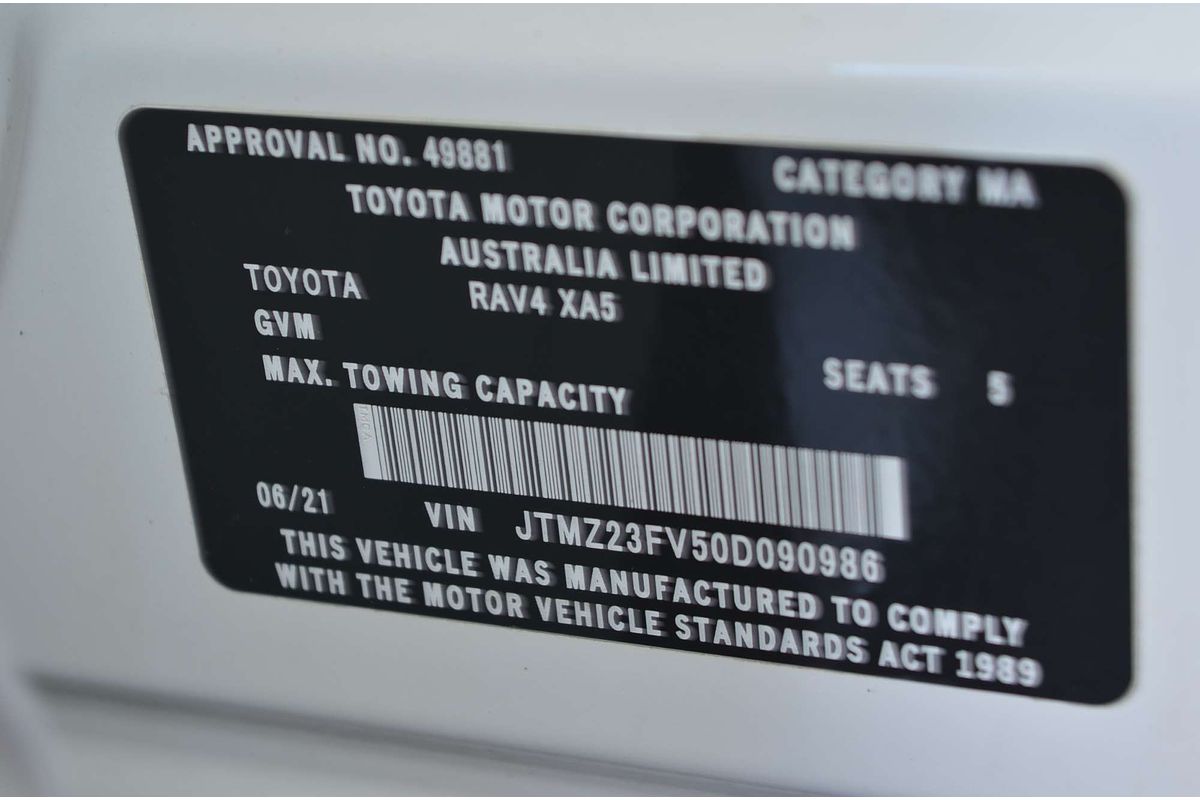 APPROVAL NO. 49881 CATEGORY MA
TOYOTA MOTOR CORPORATION
AUSTRALIA LIMITED
TOYOTA RAV4 XA5
GVM
MAX. TOWING CAPACITY SEATS 5
06/21 VIN JTMZ23FV50D090986
THIS VEHICLE WAS MANUFACTURED TO COMPLY
WITH THE MOTOR VEHICLE STANDARDS ACT 1989